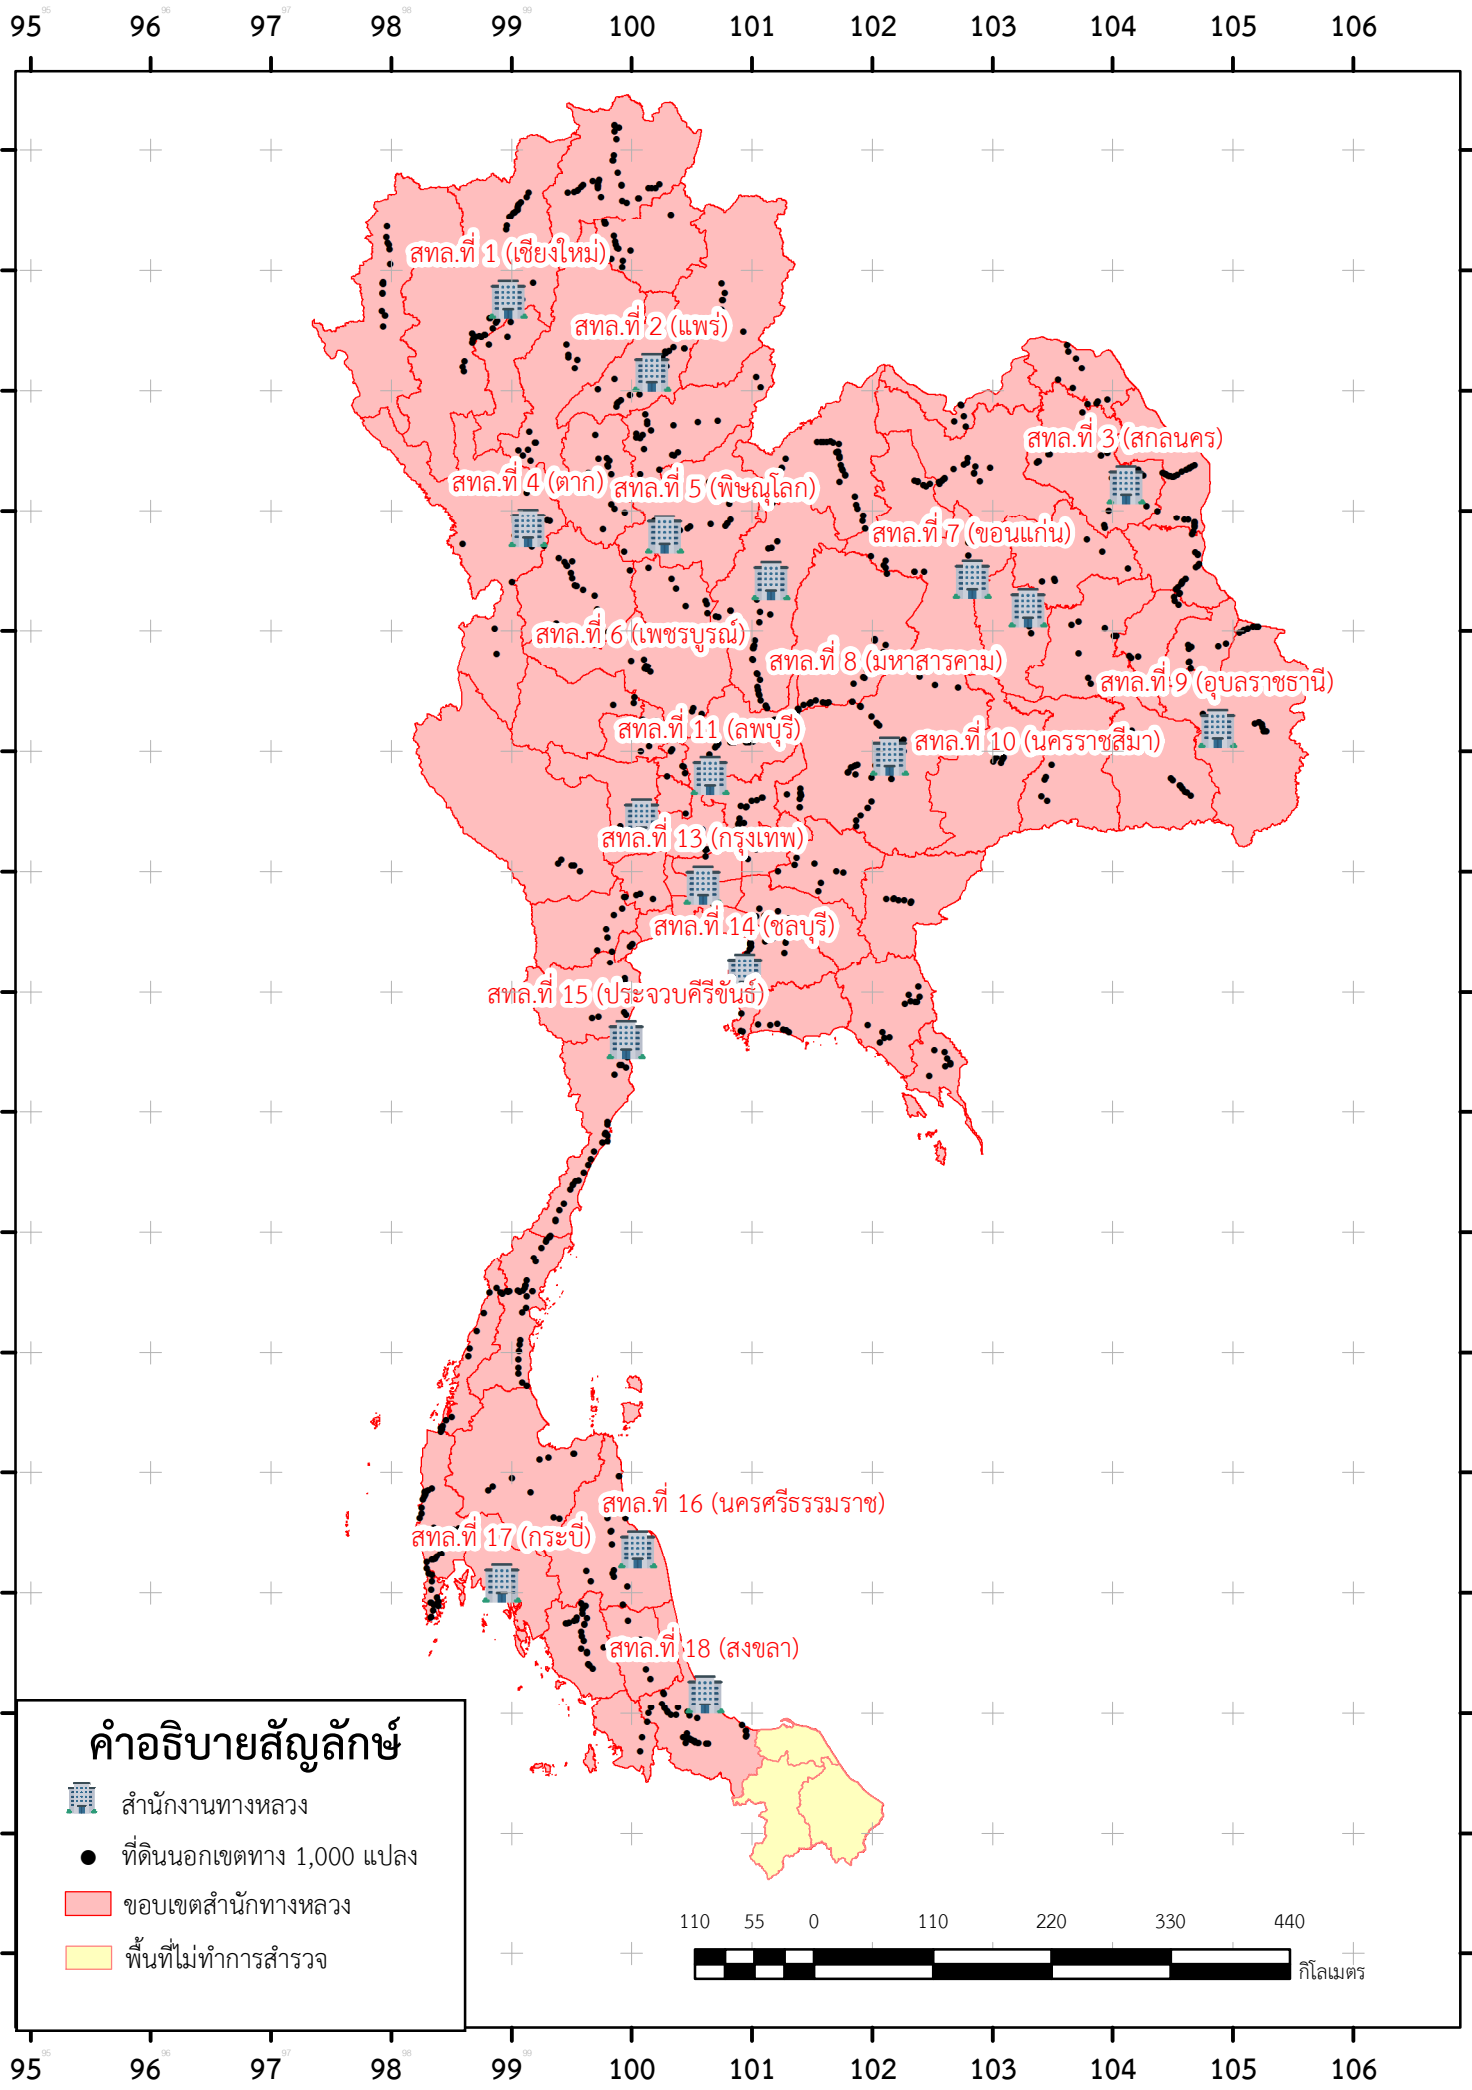 95 96 97 98 99 100 101 102 103 104 105 106
สทล.ที่ 1 (เชียงใหม่)
สทล.ที่ 2 (แพร่)
สทล.ที่ 3 (สกลนคร)
สทล.ที่ 4 (ตาก)
สทล.ที่ 5 (พิษณุโลก)
สทล.ที่ 7 (ขอนแก่น)
สทล.ที่ 6 (เพชรบูรณ์)
สทล.ที่ 8 (มหาสารคาม)
สทล.ที่ 9 (อุบลราชธานี)
สทล.ที่ 11 (ลพบุรี)
สทล.ที่ 10 (นครราชสีมา)
สทล.ที่ 13 (กรุงเทพ)
สทล.ที่ 14 (ชลบุรี)
สทล.ที่ 15 (ประจวบคีรีขันธ์)
สทล.ที่ 16 (นครศรีธรรมราช)
สทล.ที่ 17 (กระบี่)
สทล.ที่ 18 (สงขลา)
คำอธิบายสัญลักษ์
สำนักงานทางหลวง
ที่ดินนอกเขตทาง 1,000 แปลง
ขอบเขตสำนักทางหลวง
พื้นที่ไม่ทำการสำรวจ
110 55 0 110 220 330 440
กิโลเมตร
95 96 97 98 99 100 101 102 103 104 105 106